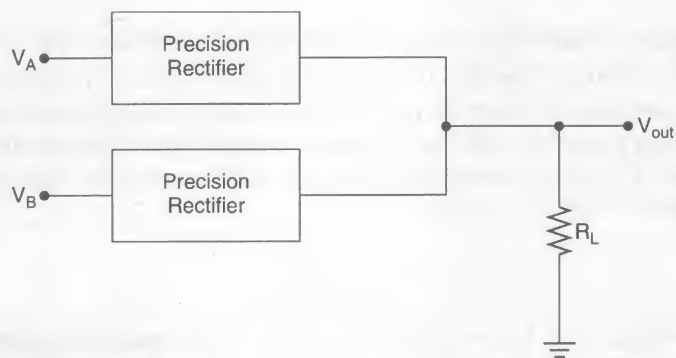 V_A
Precision
Rectifier
V_out
V_B
Precision
Rectifier
R_L